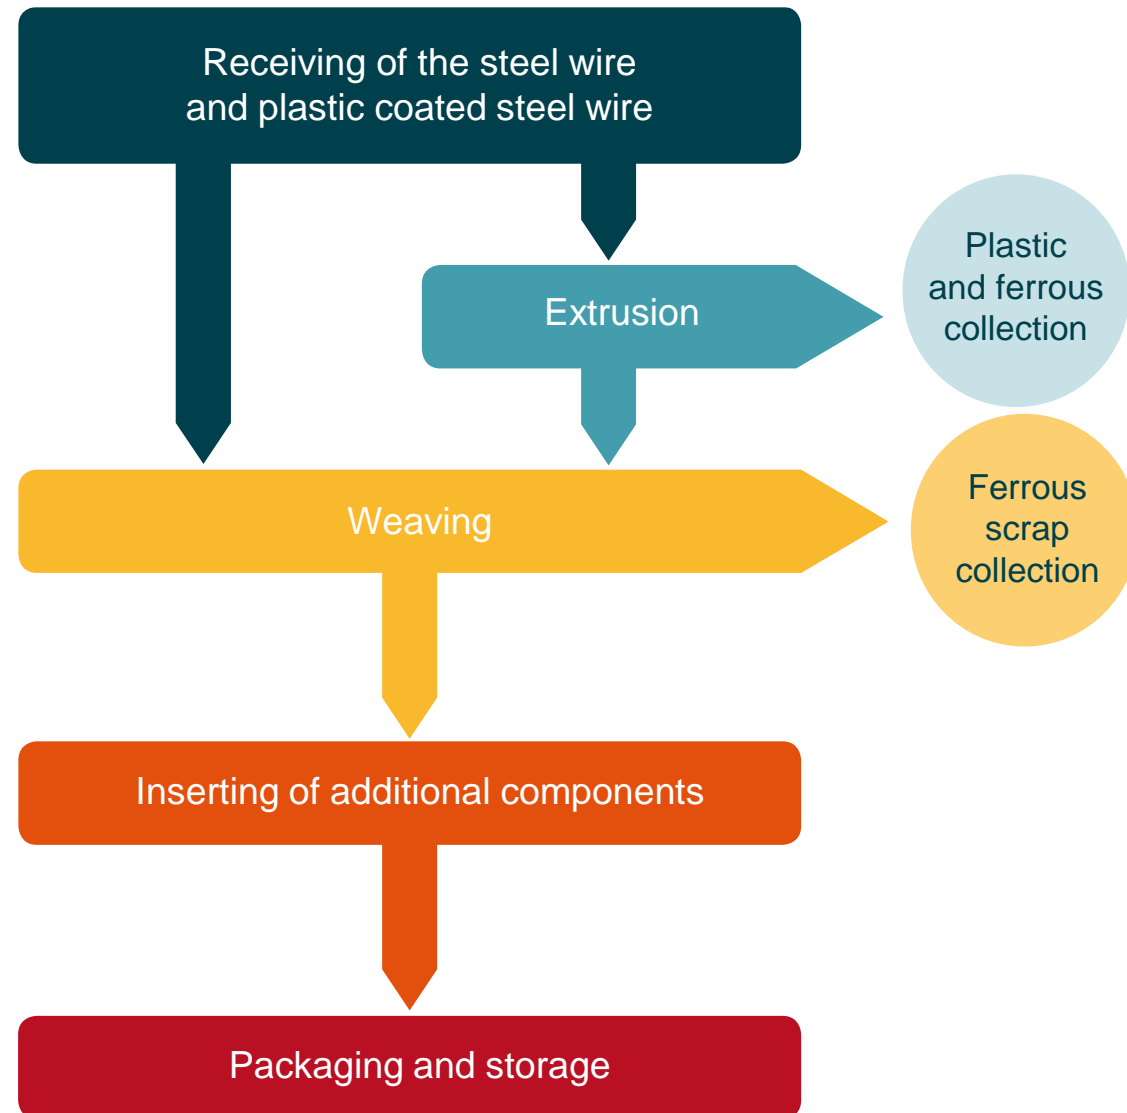 Receiving of the steel wire
and plastic coated steel wire
Extrusion
Plastic
and ferrous
collection
Weaving
Ferrous
scrap
collection
Inserting of additional components
Packaging and storage